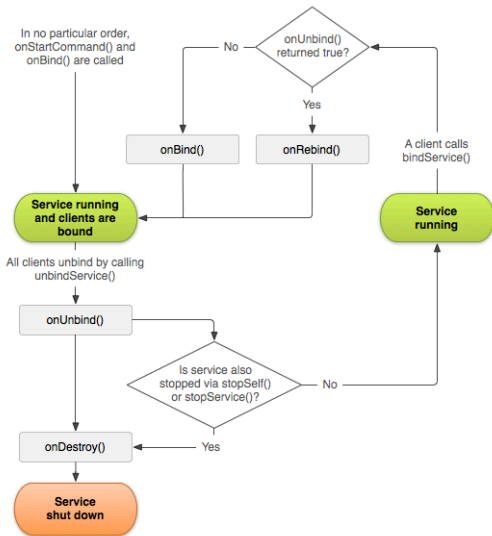 In no particular order,
onStartCommand() and
onBind() are called
onUnbind()
returned true?
No
Yes
onBind()
onRebind()
A client calls
bindService()
Service running
and clients are
bound
Service
running
All clients unbind by calling
unbindService()
onUnbind()
Is service also
stopped via stopSelf()
or stopService()?
No
Yes
onDestroy()
Service
shut down